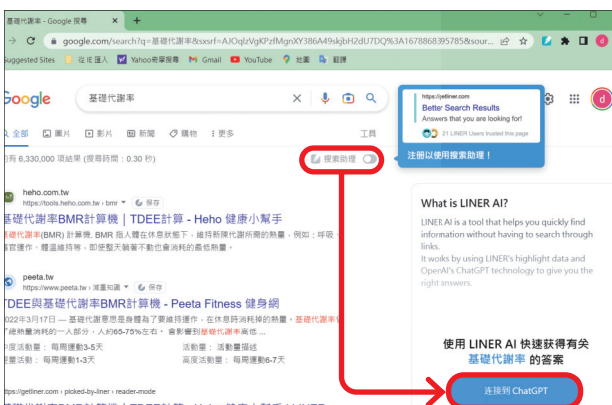 基礎代謝率 - Google 搜尋
google.com/search?q=基礎代謝率&sxsrf=AJOqlzVgKPzfMgnXY386A49skjbH2dU7DQ%3A1678868395785&sour...
Suggested Sites
從 IE 匯入
Yahoo奇摩搜尋
Gmail
YouTube
地圖
翻譯
Google
基礎代謝率
https://getliner.com
Better Search Results
Answers that you are looking for!
21 LINER Users trusted this page
注册以使用搜索助理！
全部
圖片
影片
新聞
購物
更多
工具
有 6,330,000 項結果 (搜尋時間：0.30 秒)
搜索助理
heho.com.tw
https://tools.heho.com.tw › bmr
保存
基礎代謝率BMR計算機｜TDEE計算 - Heho 健康小幫手
基礎代謝率(BMR) 計算機. BMR 指人體在休息狀態下，維持新陳代謝所需的熱量，例如：呼吸、
器官運作、體溫維持等，即使整天躺著不動也會消耗的最低熱量。
peeta.tw
https://www.peeta.tw › 減重知識
保存
TDEE與基礎代謝率BMR計算機 - Peeta Fitness 健身網
2022年3月17日 — 基礎代謝意思是身體為了要維持運作，在休息時消耗掉的熱量，基礎代謝率
總熱量消耗的一人部分，人約65-75%左右， 會影響到基礎代謝率高低 ...
度活動量： 每周運動3-5天
活動量： 活動量描述
量活動： 每周運動1-3天
高度活動量： 每周運動6-7天
https://getliner.com › picked-by-liner › reader-mode
What is LINER AI?
LINER AI is a tool that helps you quickly find
information without having to search through
links.
It woks by using LINER's highlight data and
OpenAI's ChatGPT technology to give you the
right answers.
使用 LINER AI 快速获得有关
基礎代謝率 的答案
连接到 ChatGPT